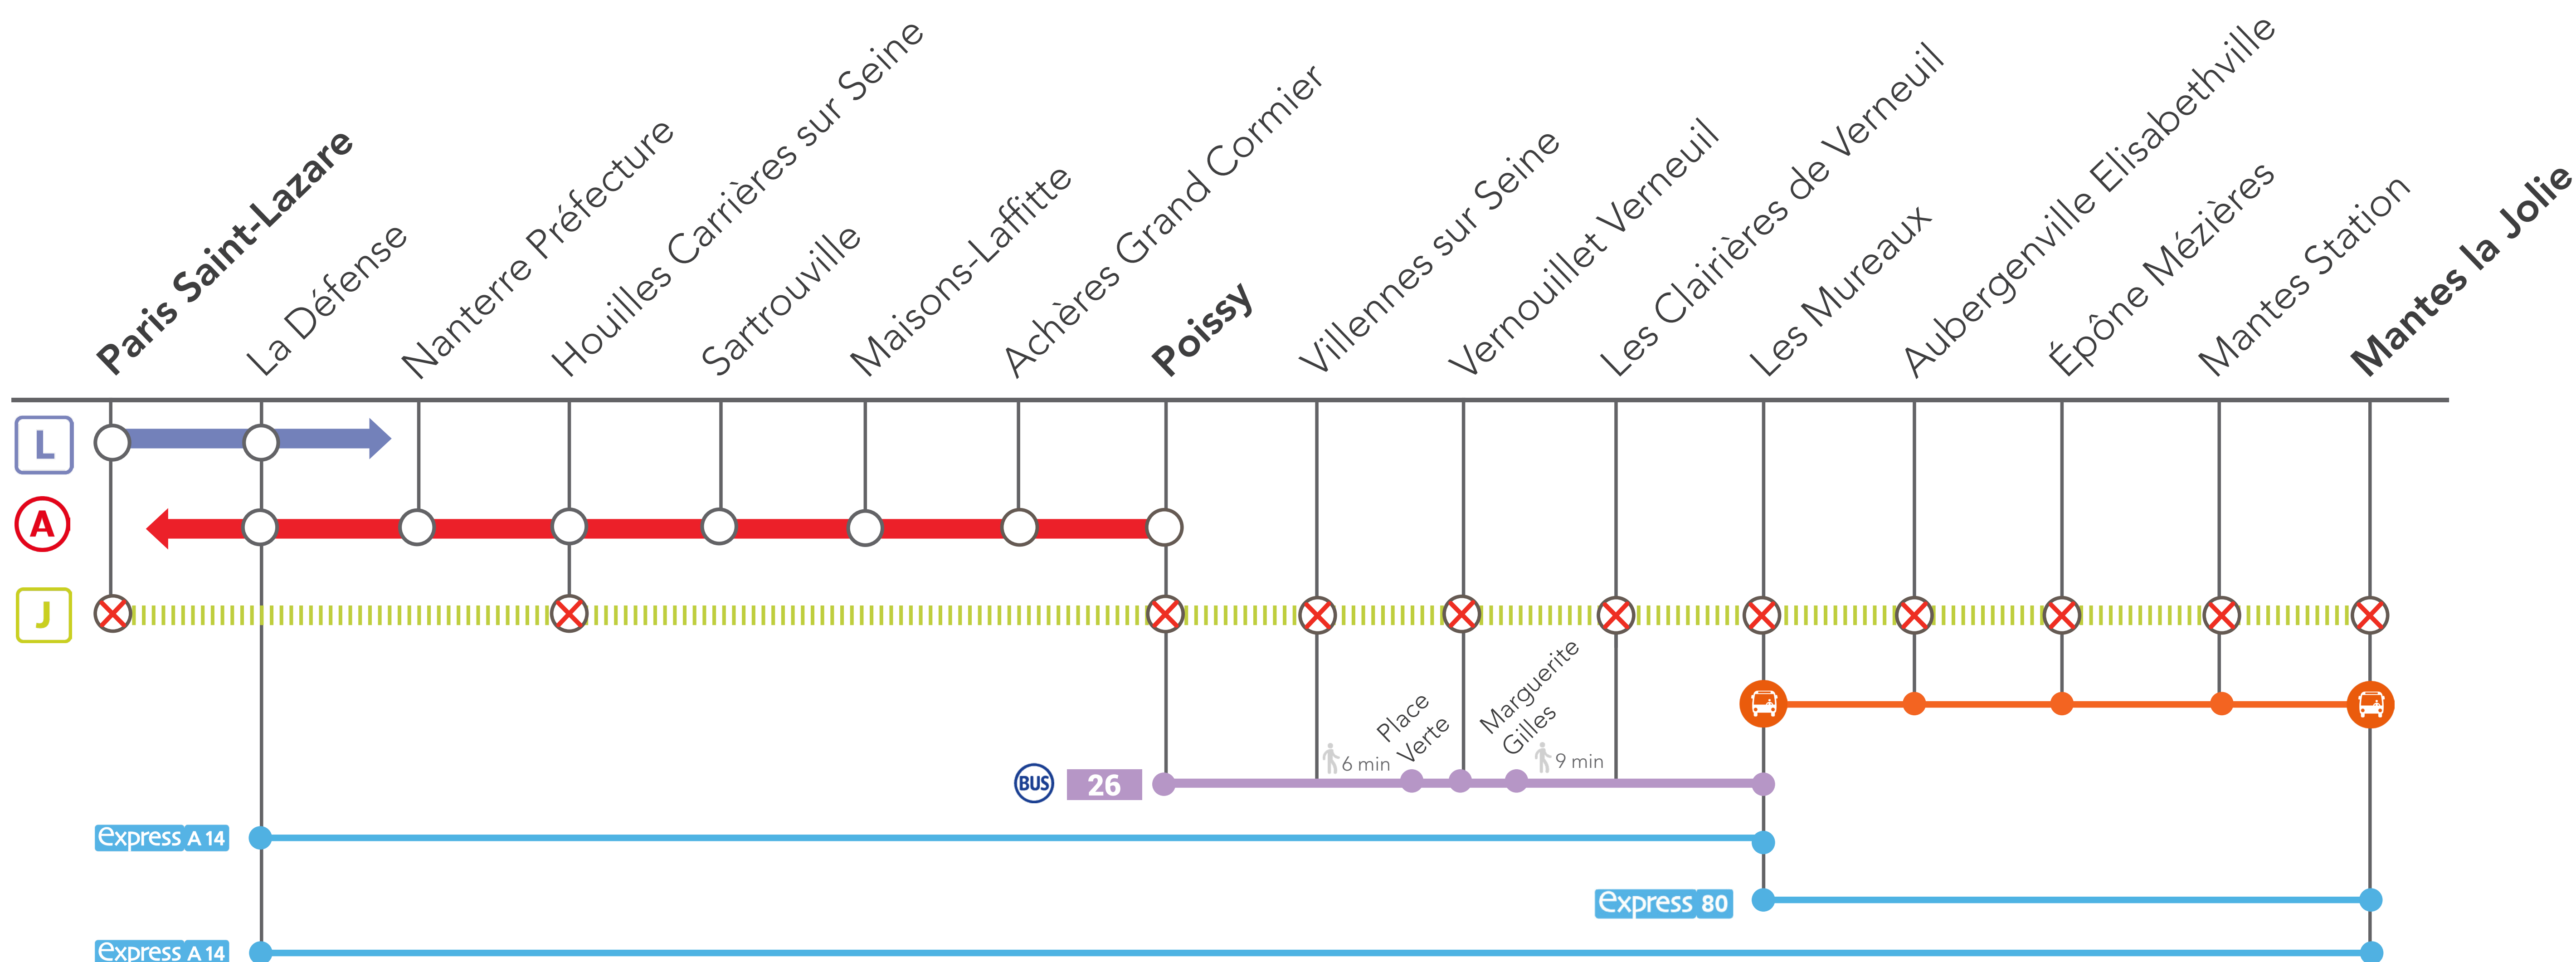 Paris Saint-Lazare
La Défense
Nanterre Préfecture
Houilles Carrières sur Seine
Sartrouville
Maisons-Laffitte
Achères Grand Cormier
Poissy
Villennes sur Seine
Vernouillet Verneuil
Les Clairières de Verneuil
Les Mureaux
Aubergenville Elisabethville
Épône Mézières
Mantes Station
Mantes la Jolie
L
A
J
Place
Verte
Marguerite
Gilles
6 min
9 min
BUS 26
express A 14
express 80
express A 14